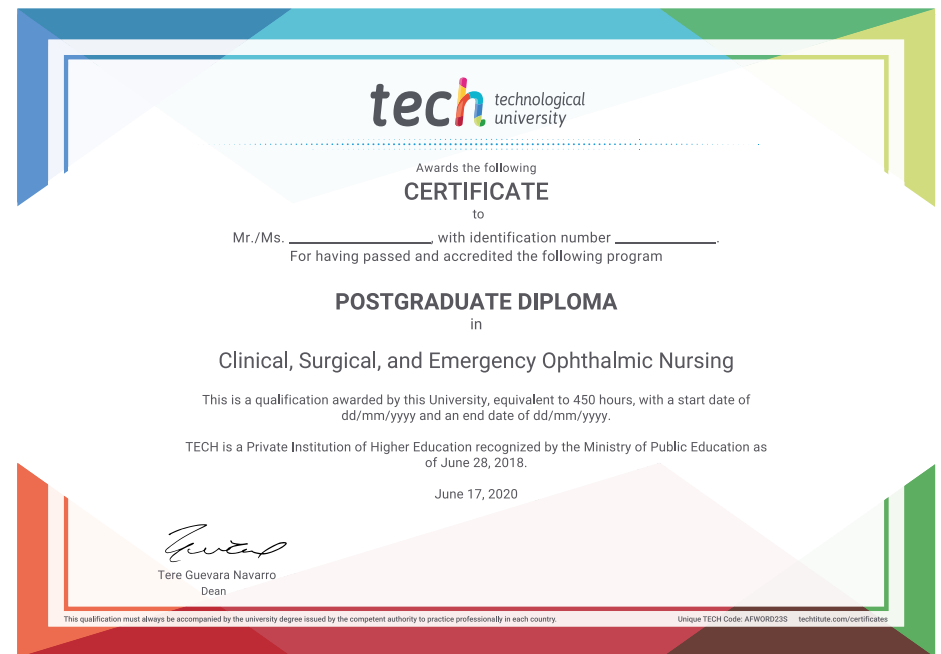 tech technological
university
Awards the following
CERTIFICATE
to
Mr./Ms. ________________, with identification number ____________.
For having passed and accredited the following program
POSTGRADUATE DIPLOMA
in
Clinical, Surgical, and Emergency Ophthalmic Nursing
This is a qualification awarded by this University, equivalent to 450 hours, with a start date of
dd/mm/yyyy and an end date of dd/mm/yyyy.
TECH is a Private Institution of Higher Education recognized by the Ministry of Public Education as
of June 28, 2018.
June 17, 2020
Tere Guevara Navarro
Dean
This qualification must always be accompanied by the university degree issued by the competent authority to practice professionally in each country.
Unique TECH Code: AFWORD23S techtitute.com/certificates